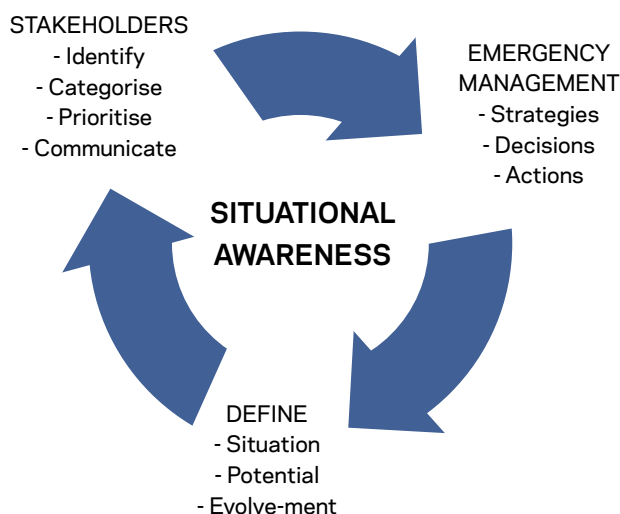 STAKEHOLDERS
- Identify
- Categorise
- Prioritise
- Communicate
EMERGENCY
MANAGEMENT
- Strategies
- Decisions
- Actions
SITUATIONAL
AWARENESS
DEFINE
- Situation
- Potential
- Evolve-ment